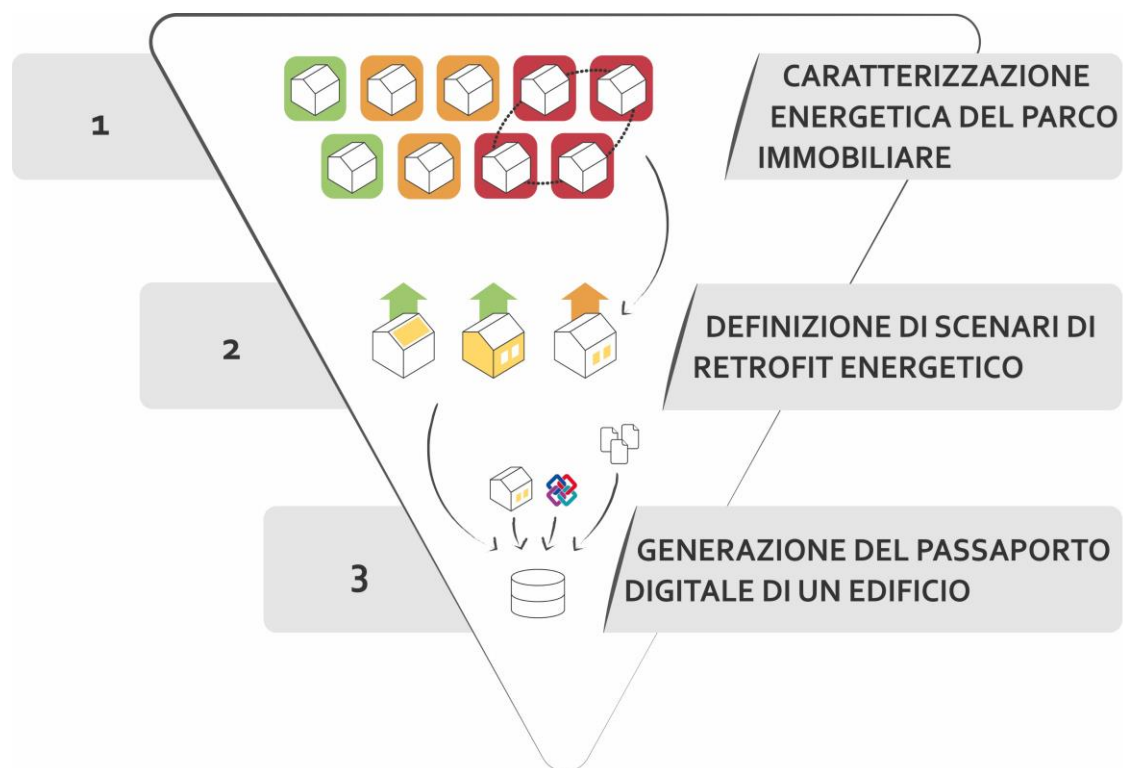 1
CARATTERIZZAZIONE
ENERGETICA DEL PARCO
IMMOBILIARE
2
DEFINIZIONE DI SCENARI DI
RETROFIT ENERGETICO
3
GENERAZIONE DEL PASSAPORTO
DIGITALE DI UN EDIFICIO